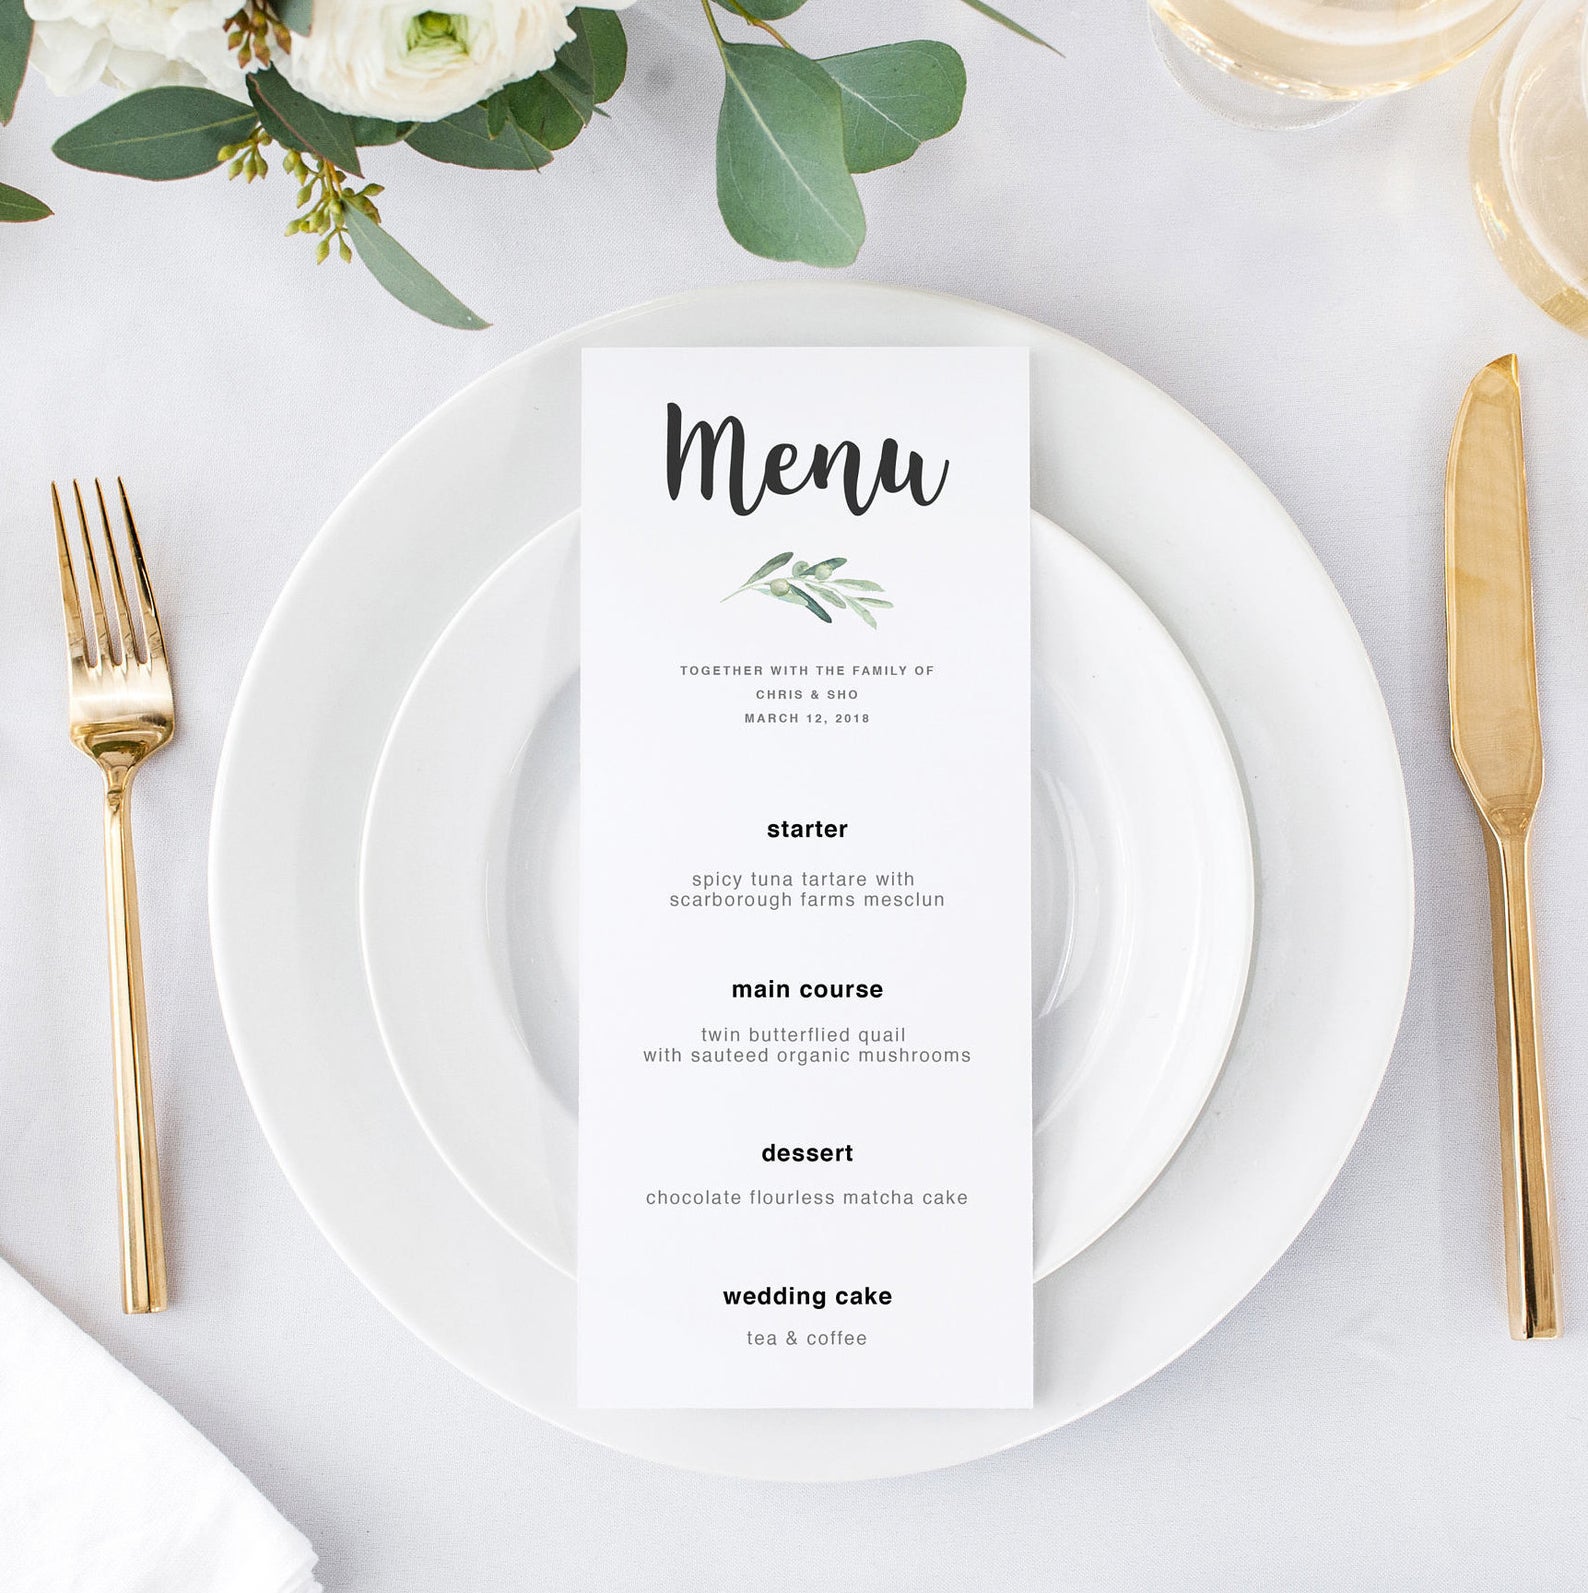 Menu
TOGETHER WITH THE FAMILY OF
CHRIS & SHO
MARCH 12, 2018
starter
spicy tuna tartare with
scarborough farms mesclun
main course
twin butterflied quail
with sauteed organic mushrooms
dessert
chocolate flourless matcha cake
wedding cake
tea & coffee